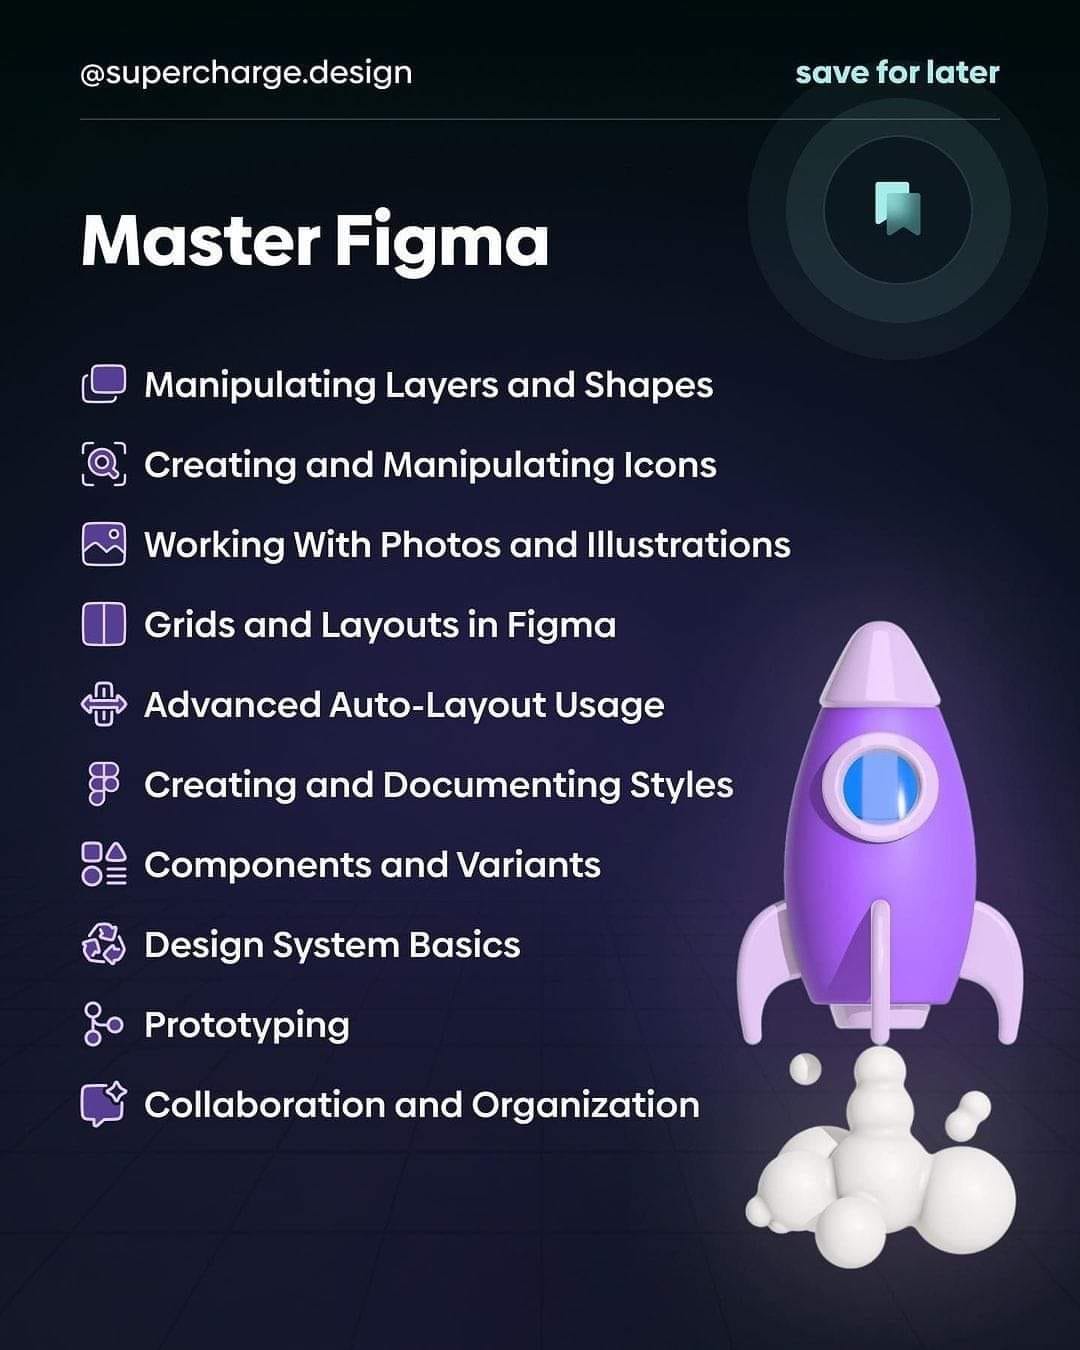 @supercharge.design
save for later
Master Figma
Manipulating Layers and Shapes
Creating and Manipulating Icons
Working With Photos and Illustrations
Grids and Layouts in Figma
Advanced Auto-Layout Usage
Creating and Documenting Styles
Components and Variants
Design System Basics
Prototyping
Collaboration and Organization